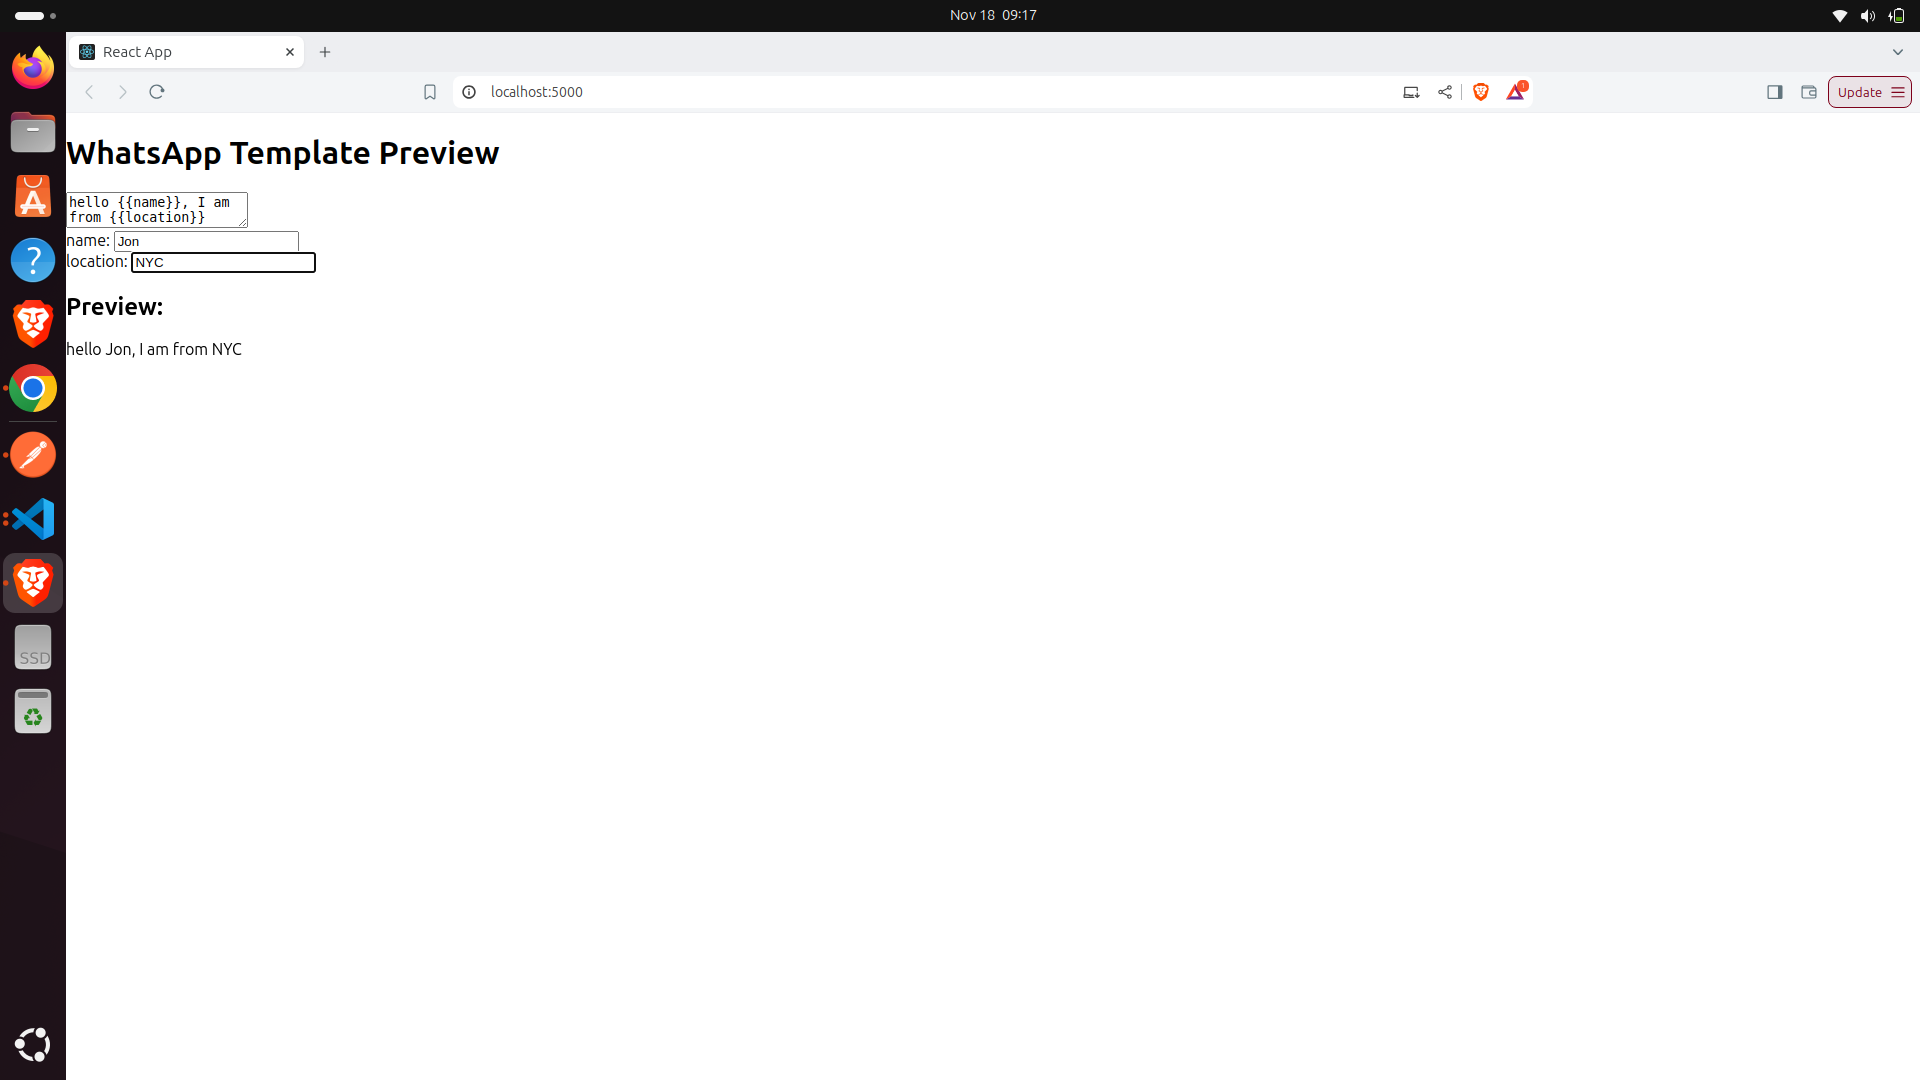 Nov 18 09:17
React App
localhost:5000
1
Update
WhatsApp Template Preview
hello {{name}}, I am
from {{location}}
name: Jon
location: NYC
Preview:
hello Jon, I am from NYC
SSD